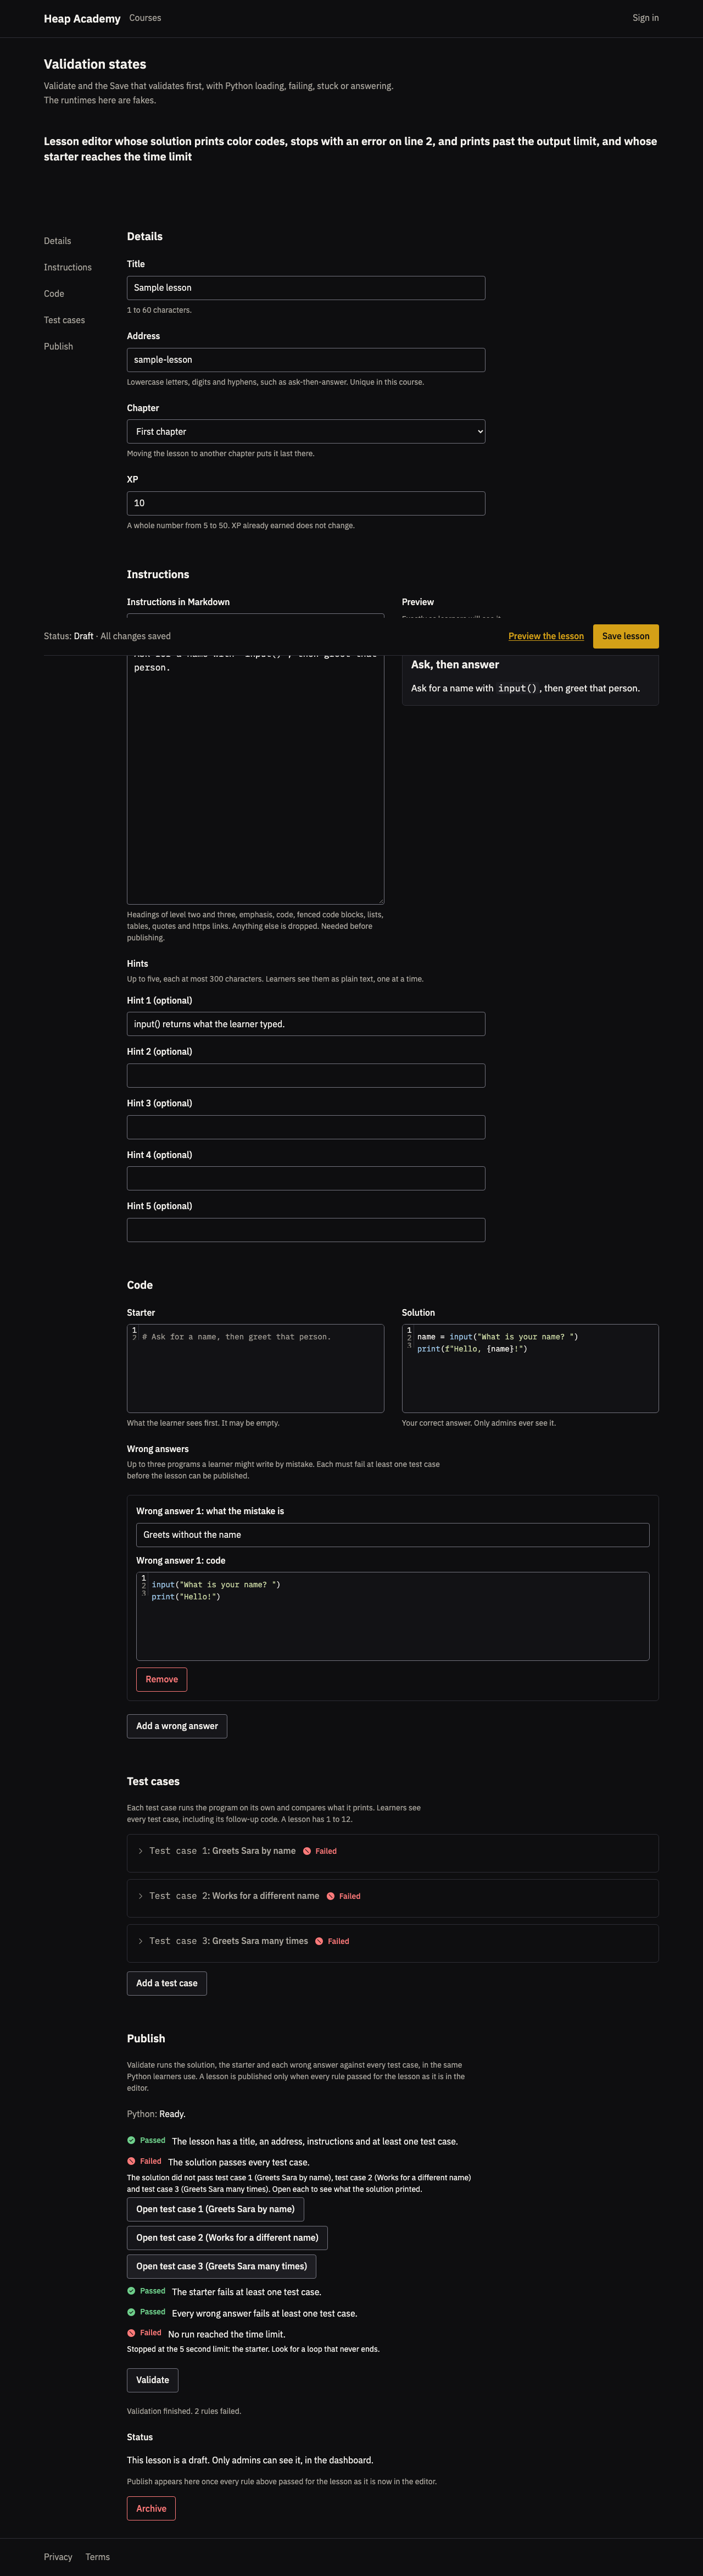 Heap Academy Courses Sign in
Validation states
Validate and the Save that validates first, with Python loading, failing, stuck or answering.
The runtimes here are fakes.
Lesson editor whose solution prints color codes, stops with an error on line 2, and prints past the output limit, and whose
starter reaches the time limit
Details
Instructions
Code
Test cases
Publish
Details
Title
Sample lesson
1 to 60 characters.
Address
sample-lesson
Lowercase letters, digits and hyphens, such as ask-then-answer. Unique in this course.
Chapter
First chapter
Moving the lesson to another chapter puts it last there.
XP
10
A whole number from 5 to 50. XP already earned does not change.
Instructions
Instructions in Markdown
Preview
Status: Draft · All changes saved
Preview the lesson
Save lesson
person.
Ask, then answer
Ask for a name with input(), then greet that person.
Headings of level two and three, emphasis, code, fenced code blocks, lists,
tables, quotes and https links. Anything else is dropped. Needed before
publishing.
Hints
Up to five, each at most 300 characters. Learners see them as plain text, one at a time.
Hint 1 (optional)
input() returns what the learner typed.
Hint 2 (optional)
Hint 3 (optional)
Hint 4 (optional)
Hint 5 (optional)
Code
Starter
1
2
# Ask for a name, then greet that person.
What the learner sees first. It may be empty.
Solution
1
2
3
name = input("What is your name? ")
print(f"Hello, {name}!")
Your correct answer. Only admins ever see it.
Wrong answers
Up to three programs a learner might write by mistake. Each must fail at least one test case
before the lesson can be published.
Wrong answer 1: what the mistake is
Greets without the name
Wrong answer 1: code
1
2
3
input("What is your name? ")
print("Hello!")
Remove
Add a wrong answer
Test cases
Each test case runs the program on its own and compares what it prints. Learners see
every test case, including its follow-up code. A lesson has 1 to 12.
Test case 1: Greets Sara by name Failed
Test case 2: Works for a different name Failed
Test case 3: Greets Sara many times Failed
Add a test case
Publish
Validate runs the solution, the starter and each wrong answer against every test case, in the same
Python learners use. A lesson is published only when every rule passed for the lesson as it is in the
editor.
Python: Ready.
Passed The lesson has a title, an address, instructions and at least one test case.
Failed The solution passes every test case.
The solution did not pass test case 1 (Greets Sara by name), test case 2 (Works for a different name)
and test case 3 (Greets Sara many times). Open each to see what the solution printed.
Open test case 1 (Greets Sara by name)
Open test case 2 (Works for a different name)
Open test case 3 (Greets Sara many times)
Passed The starter fails at least one test case.
Passed Every wrong answer fails at least one test case.
Failed No run reached the time limit.
Stopped at the 5 second limit: the starter. Look for a loop that never ends.
Validate
Validation finished. 2 rules failed.
Status
This lesson is a draft. Only admins can see it, in the dashboard.
Publish appears here once every rule above passed for the lesson as it is now in the editor.
Archive
Privacy Terms